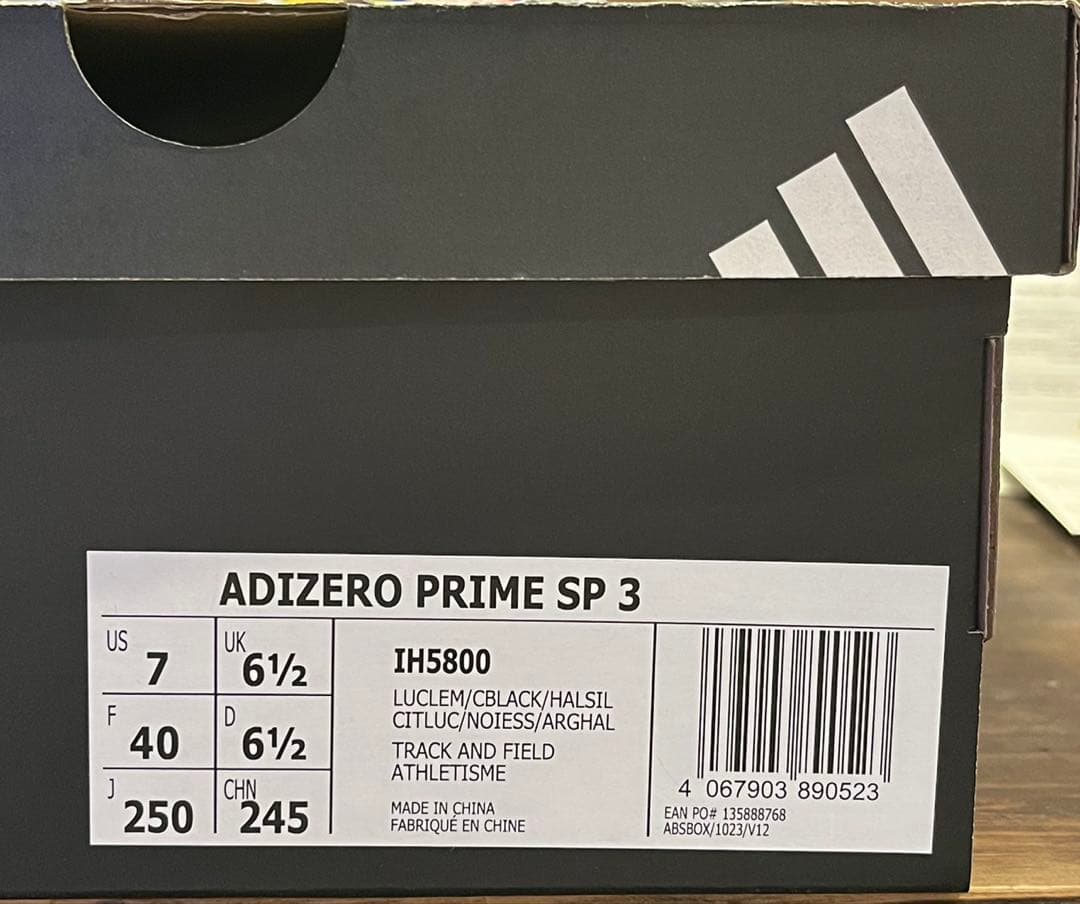 ADIZERO PRIME SP 3
US 7 UK 6½
F 40 D 6½
J 250 CHN 245
IH5800
LUCLEM/CBLACK/HALSIL
CITLUC/NOIESS/ARGHAL
TRACK AND FIELD
ATHLETISME
MADE IN CHINA
FABRIQUÉ EN CHINE
4 067903 890523
EAN PO# 135888768
ABSBOX/1023/V12